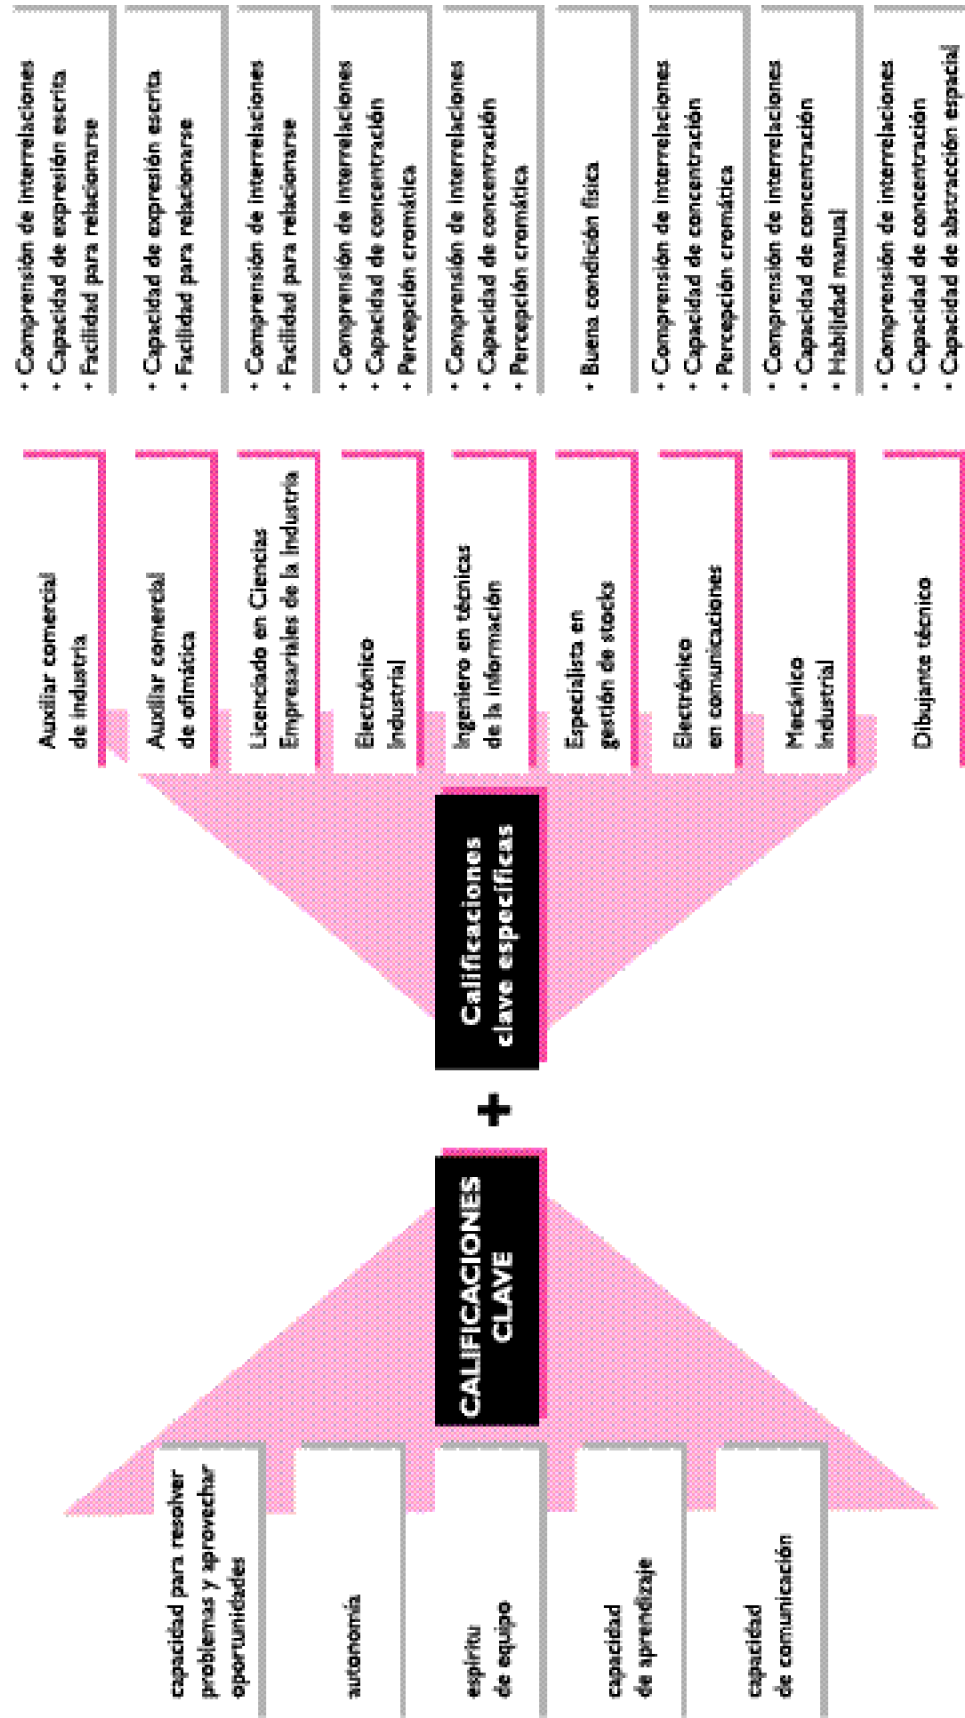 capacidad para resolver
problemas y aprovechar
oportunidades
autonomía
espíritu
de equipo
capacidad
de aprendizaje
capacidad
de comunicación
CALIFICACIONES
CLAVE
+
Calificaciones
clave específicas
Auxiliar comercial
de industria
• Comprensión de interrelaciones
• Capacidad de expresión escrita
• Facilidad para relacionarse
Auxiliar comercial
de ofimática
• Capacidad de expresión escrita
• Facilidad para relacionarse
Licenciado en Ciencias
Empresariales de la Industria
• Comprensión de interrelaciones
• Facilidad para relacionarse
Electrónico
Industrial
• Comprensión de interrelaciones
• Capacidad de concentración
• Percepción cromática
Ingeniero en técnicas
de la información
• Comprensión de interrelaciones
• Capacidad de concentración
• Percepción cromática
Especialista en
gestión de stocks
• Buena condición física
Electrónico
en comunicaciones
• Comprensión de interrelaciones
• Capacidad de concentración
• Percepción cromática
Mecánico
Industrial
• Comprensión de interrelaciones
• Capacidad de concentración
• Habilidad manual
Dibujante técnico
• Comprensión de interrelaciones
• Capacidad de concentración
• Capacidad de abstración espacial